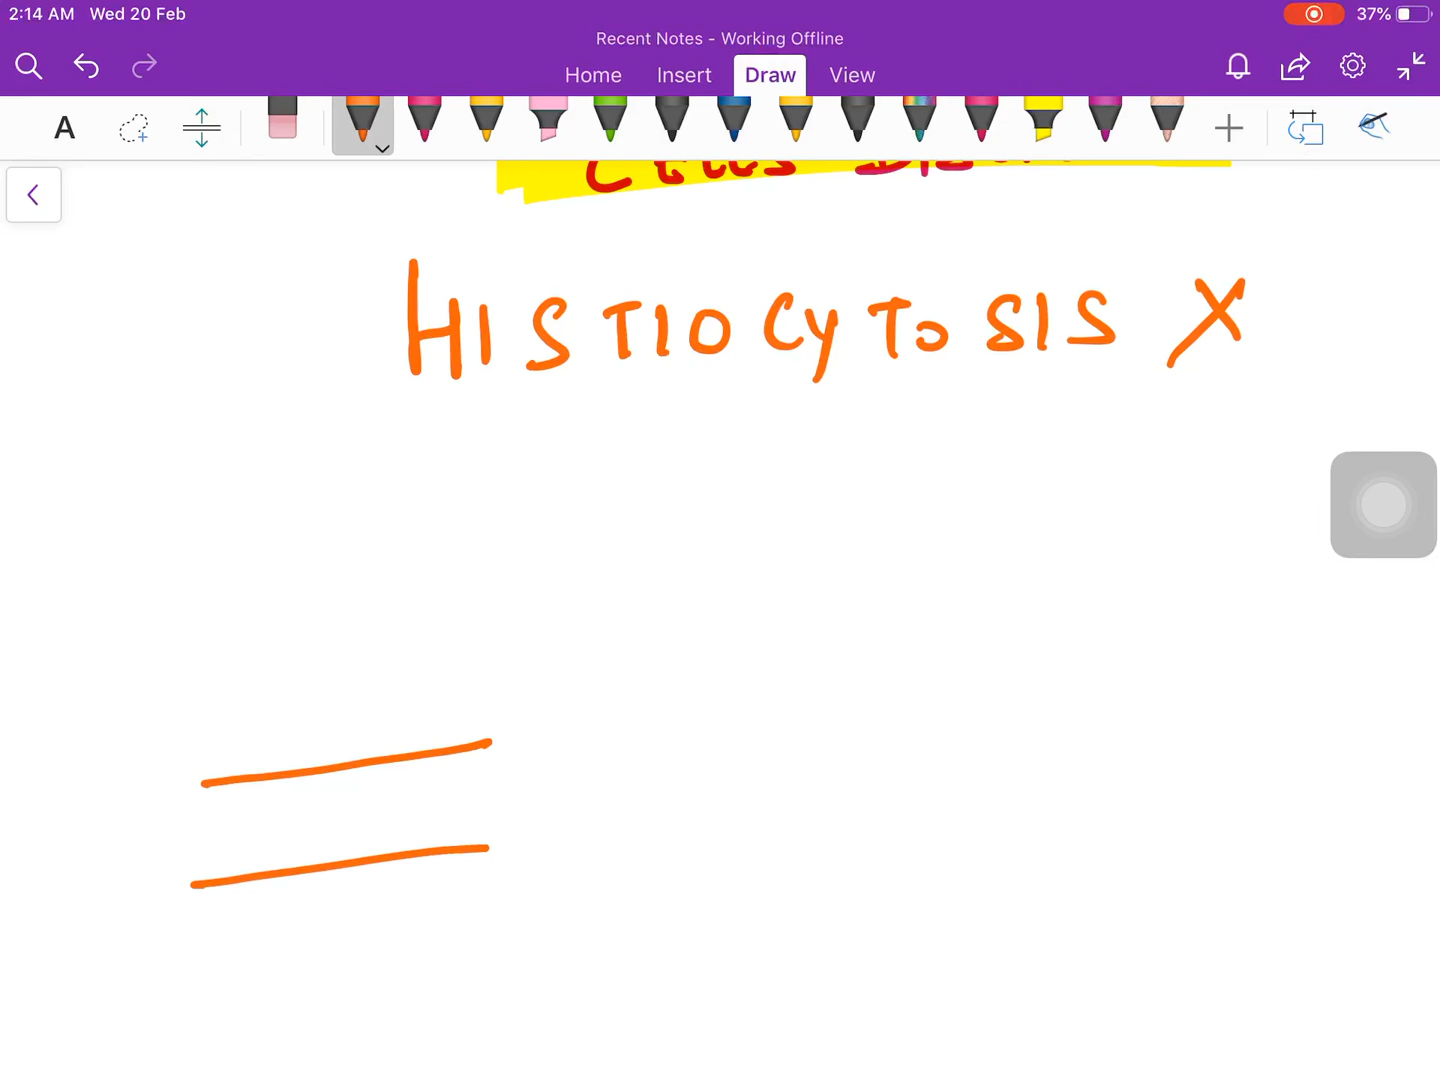 2:14 AM Wed 20 Feb
37%
Recent Notes - Working Offline
Home Insert Draw View
A
HISTIOCyTOSIS X